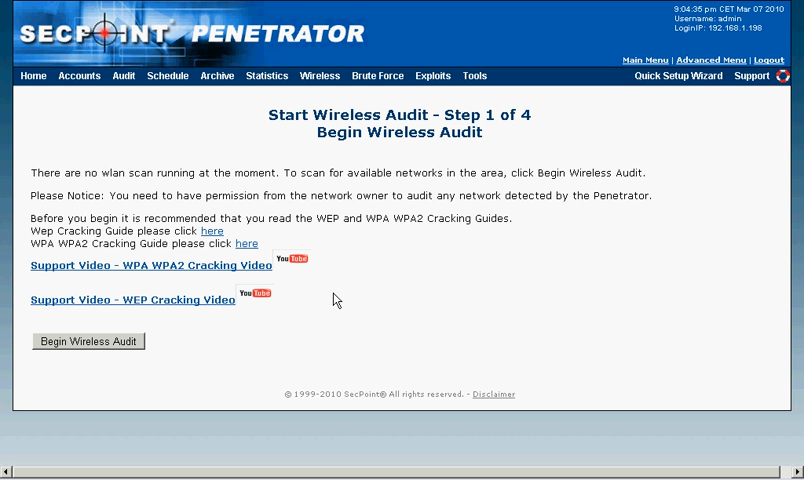 SECPOINT PENETRATOR
9:04:35 pm CET Mar 07 2010
Username: admin
LoginIP: 192.168.1.198
Main Menu | Advanced Menu | Logout
Home Accounts Audit Schedule Archive Statistics Wireless Brute Force Exploits Tools Quick Setup Wizard Support
Start Wireless Audit - Step 1 of 4
Begin Wireless Audit
There are no wlan scan running at the moment. To scan for available networks in the area, click Begin Wireless Audit.
Please Notice: You need to have permission from the network owner to audit any network detected by the Penetrator.
Before you begin it is recommended that you read the WEP and WPA WPA2 Cracking Guides.
Wep Cracking Guide please click here
WPA WPA2 Cracking Guide please click here
Support Video - WPA WPA2 Cracking Video YouTube
Support Video - WEP Cracking Video YouTube
Begin Wireless Audit
© 1999-2010 SecPoint® All rights reserved. - Disclaimer